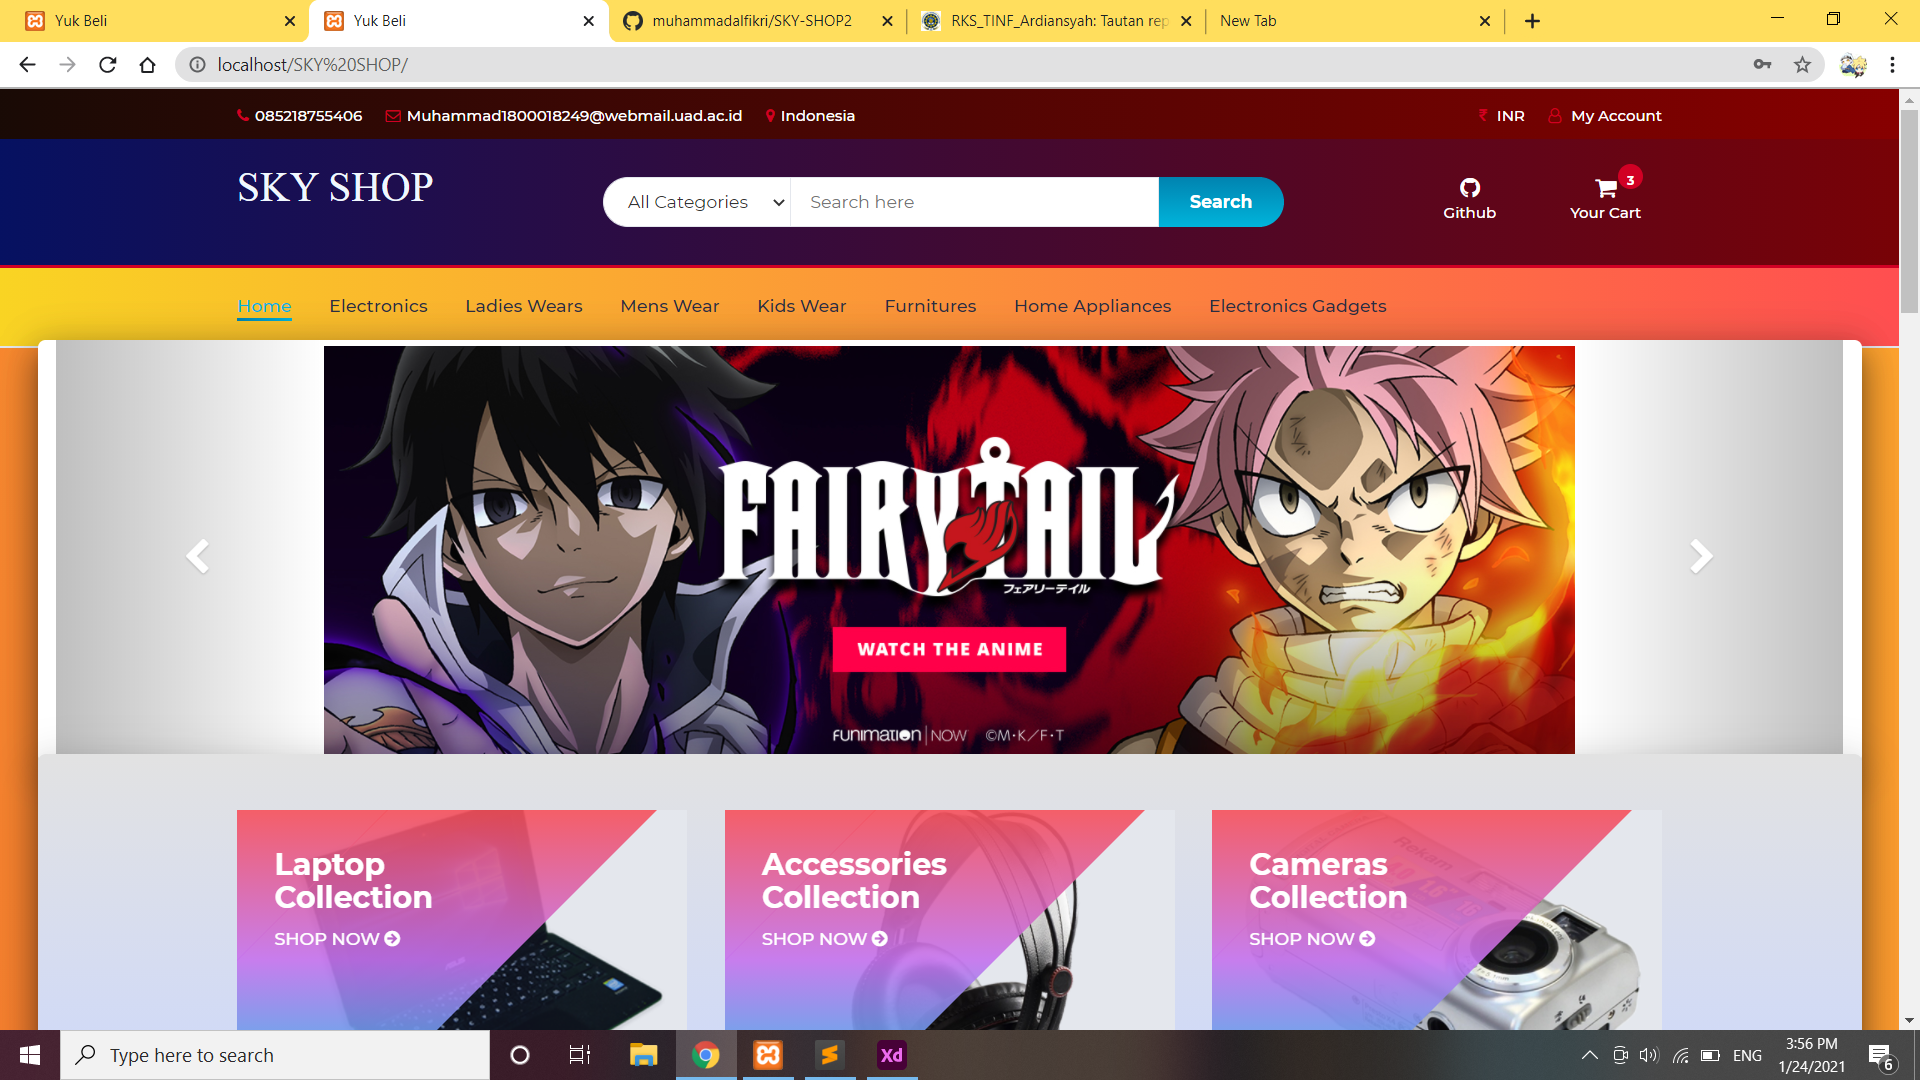 Yuk Beli
Yuk Beli
muhammadalfikri/SKY-SHOP2
RKS_TINF_Ardiansyah: Tautan rep
New Tab
localhost/SKY%20SHOP/
085218755406
Muhammad1800018249@webmail.uad.ac.id
Indonesia
INR
My Account
SKY SHOP
All Categories
Search here
Search
Github
3
Your Cart
Home
Electronics
Ladies Wears
Mens Wear
Kids Wear
Furnitures
Home Appliances
Electronics Gadgets
FAIRY TAIL
フェアリーテイル
WATCH THE ANIME
FUNIMATION NOW
©M・K/F・T
Laptop
Collection
SHOP NOW
Accessories
Collection
SHOP NOW
Cameras
Collection
SHOP NOW
Type here to search
Xd
ENG
3:56 PM
1/24/2021
6